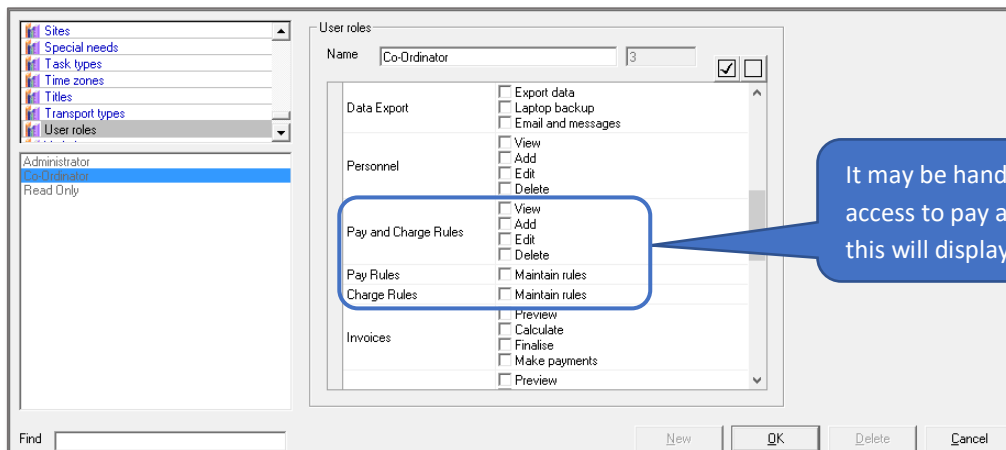 Sites
Special needs
Task types
Time zones
Titles
Transport types
User roles
Administrator
Co-Ordinator
Read Only
Find
User roles
Name Co-Ordinator 3
Data Export
Export data
Laptop backup
Email and messages
Personnel
View
Add
Edit
Delete
Pay and Charge Rules
View
Add
Edit
Delete
Pay Rules Maintain rules
Charge Rules Maintain rules
Invoices
Preview
Calculate
Finalise
Make payments
Preview
It may be hand
access to pay a
this will display
New OK Delete Cancel